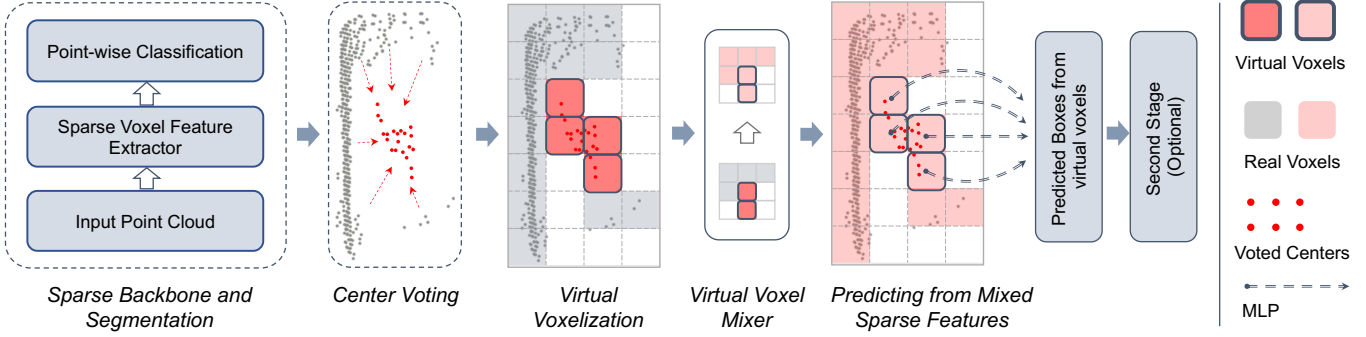 Point-wise Classification
Sparse Voxel Feature
Extractor
Input Point Cloud
Sparse Backbone and
Segmentation
Center Voting
Virtual
Voxelization
Virtual Voxel
Mixer
Predicting from Mixed
Sparse Features
Predicted Boxes from
virtual voxels
Second Stage
(Optional)
Virtual Voxels
Real Voxels
Voted Centers
MLP